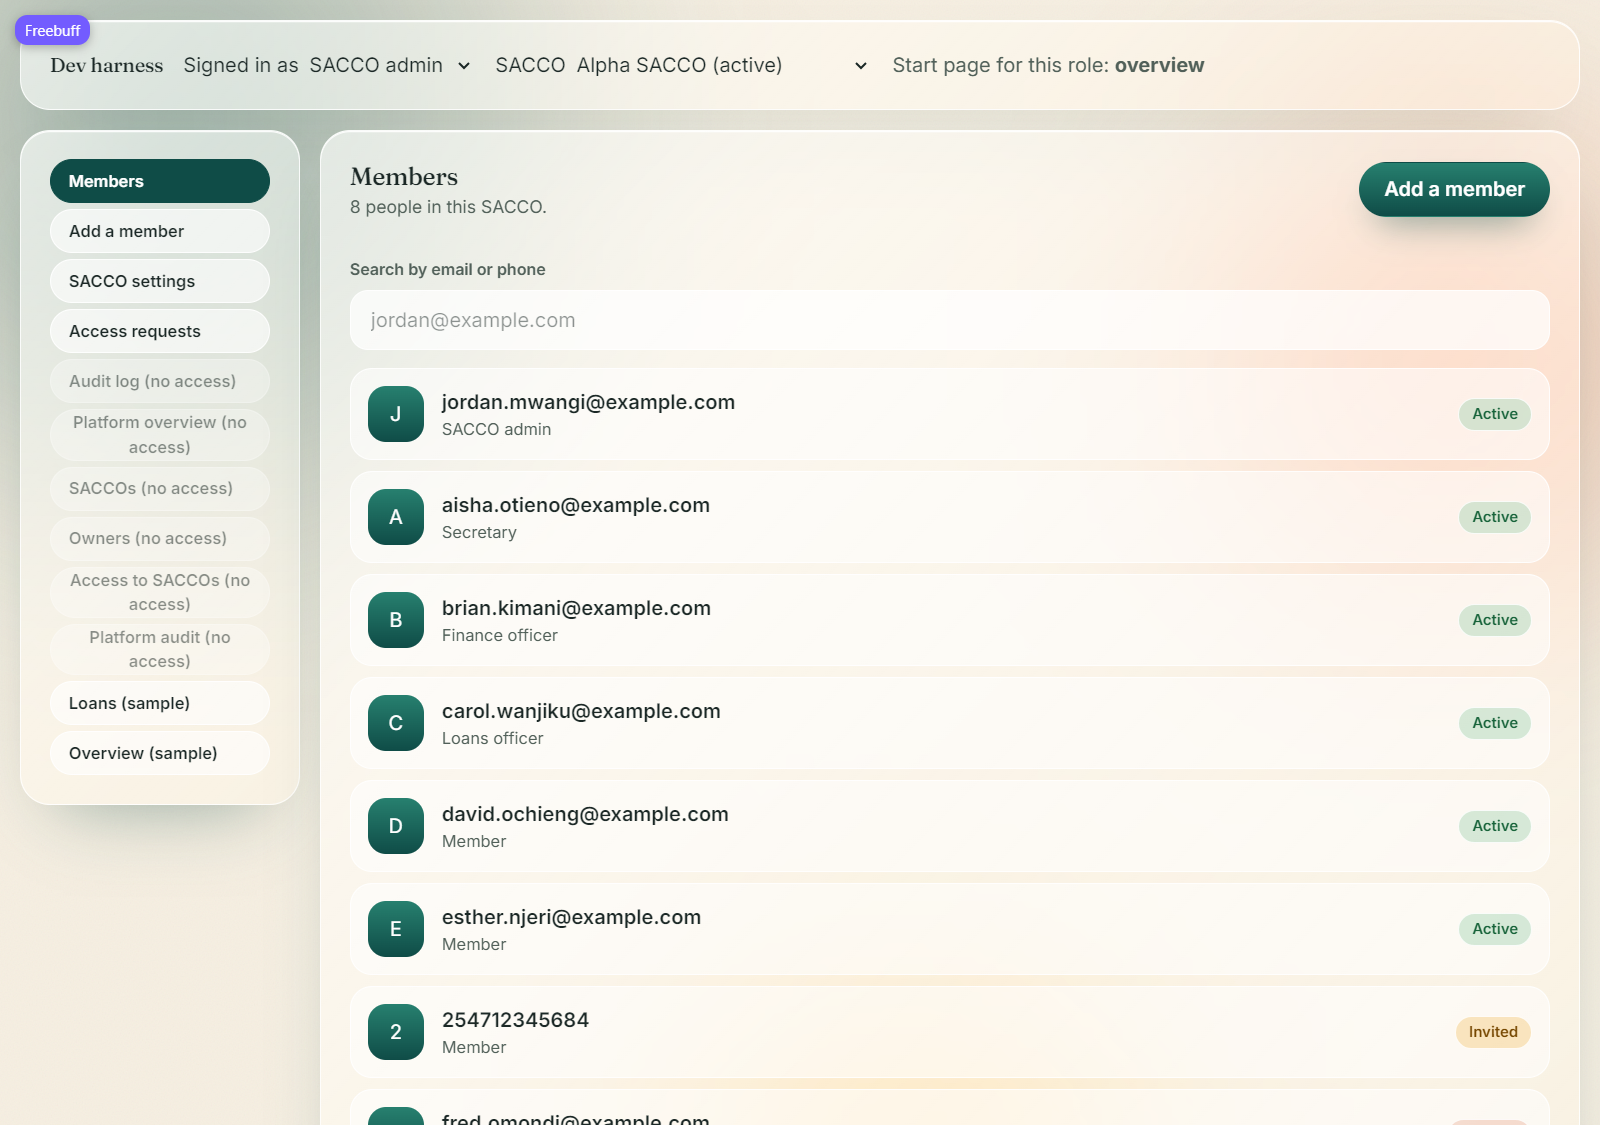 Freebuff
Dev harness Signed in as SACCO admin SACCO Alpha SACCO (active) Start page for this role: overview
Members
Add a member
SACCO settings
Access requests
Audit log (no access)
Platform overview (no
access)
SACCOs (no access)
Owners (no access)
Access to SACCOs (no
access)
Platform audit (no
access)
Loans (sample)
Overview (sample)
Members
8 people in this SACCO.
Add a member
Search by email or phone
jordan@example.com
J
jordan.mwangi@example.com
SACCO admin
Active
A
aisha.otieno@example.com
Secretary
Active
B
brian.kimani@example.com
Finance officer
Active
C
carol.wanjiku@example.com
Loans officer
Active
D
david.ochieng@example.com
Member
Active
E
esther.njeri@example.com
Member
Active
2
254712345684
Member
Invited
fred.omondi@example.com